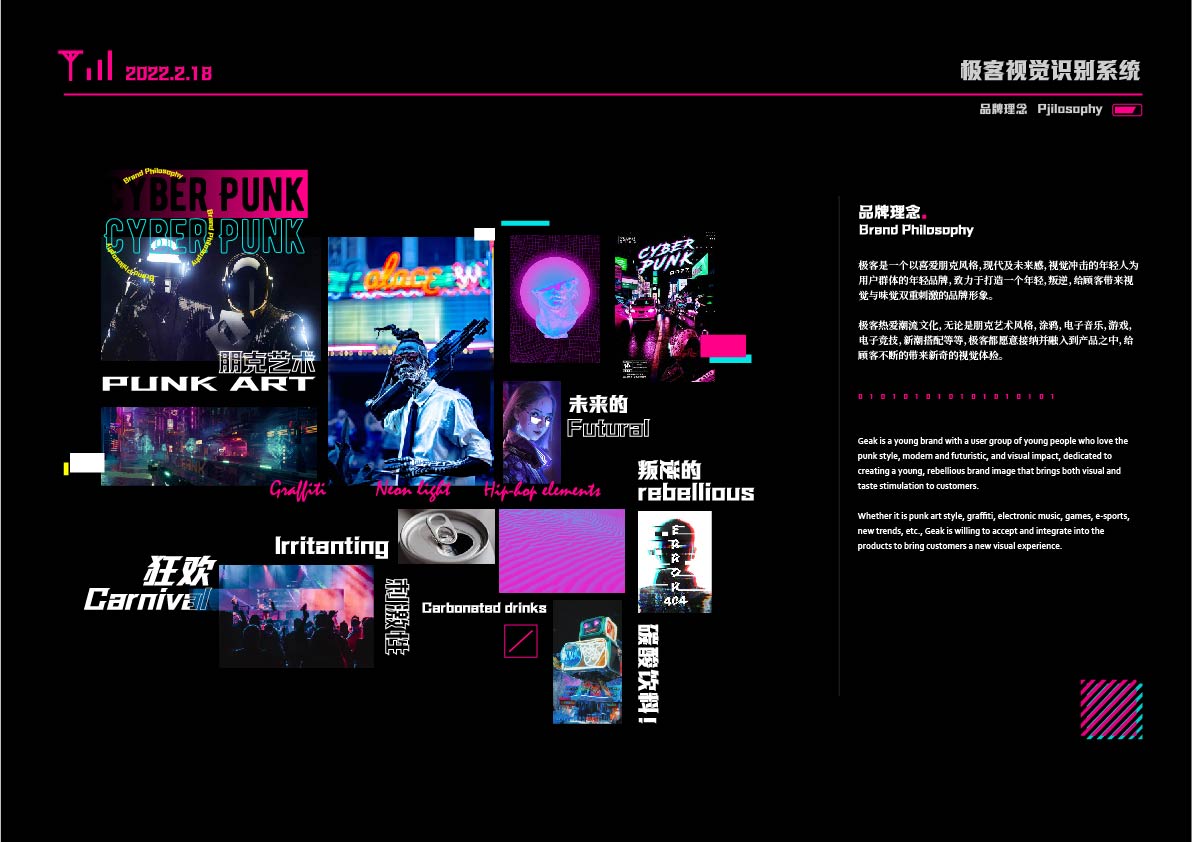 2022.2.18
极客视觉识别系统
品牌理念 Pjilosophy
CYBER PUNK
CYBER PUNK
Brand Philosophy
Brand Philosophy
Brand Philosophy
朋克艺术
PUNK ART
palace
CYBER
PUNK
2077
未来的
Futural
叛逆的
rebellious
Graffiti
Neon light
Hip-hop elements
Irritanting
狂欢
Carnival
刺激性
Carbonated drinks
ERROR
404
碳酸饮料!
品牌理念.
Brand Philosophy
极客是一个以喜爱朋克风格,现代及未来感,视觉冲击的年轻人为
用户群体的年轻品牌,致力于打造一个年轻,叛逆,给顾客带来视
觉与味觉双重刺激的品牌形象。
极客热爱潮流文化,无论是朋克艺术风格,涂鸦,电子音乐,游戏,
电子竞技,新潮搭配等等,极客都愿意接纳并融入到产品之中,给
顾客不断的带来新奇的视觉体验。
0 1 0 1 0 1 0 1 0 1 0 1 0 1 0 1 0 1
Geak is a young brand with a user group of young people who love the
punk style, modern and futuristic, and visual impact, dedicated to
creating a young, rebellious brand image that brings both visual and
taste stimulation to customers.
Whether it is punk art style, graffiti, electronic music, games, e-sports,
new trends, etc., Geak is willing to accept and integrate into the
products to bring customers a new visual experience.